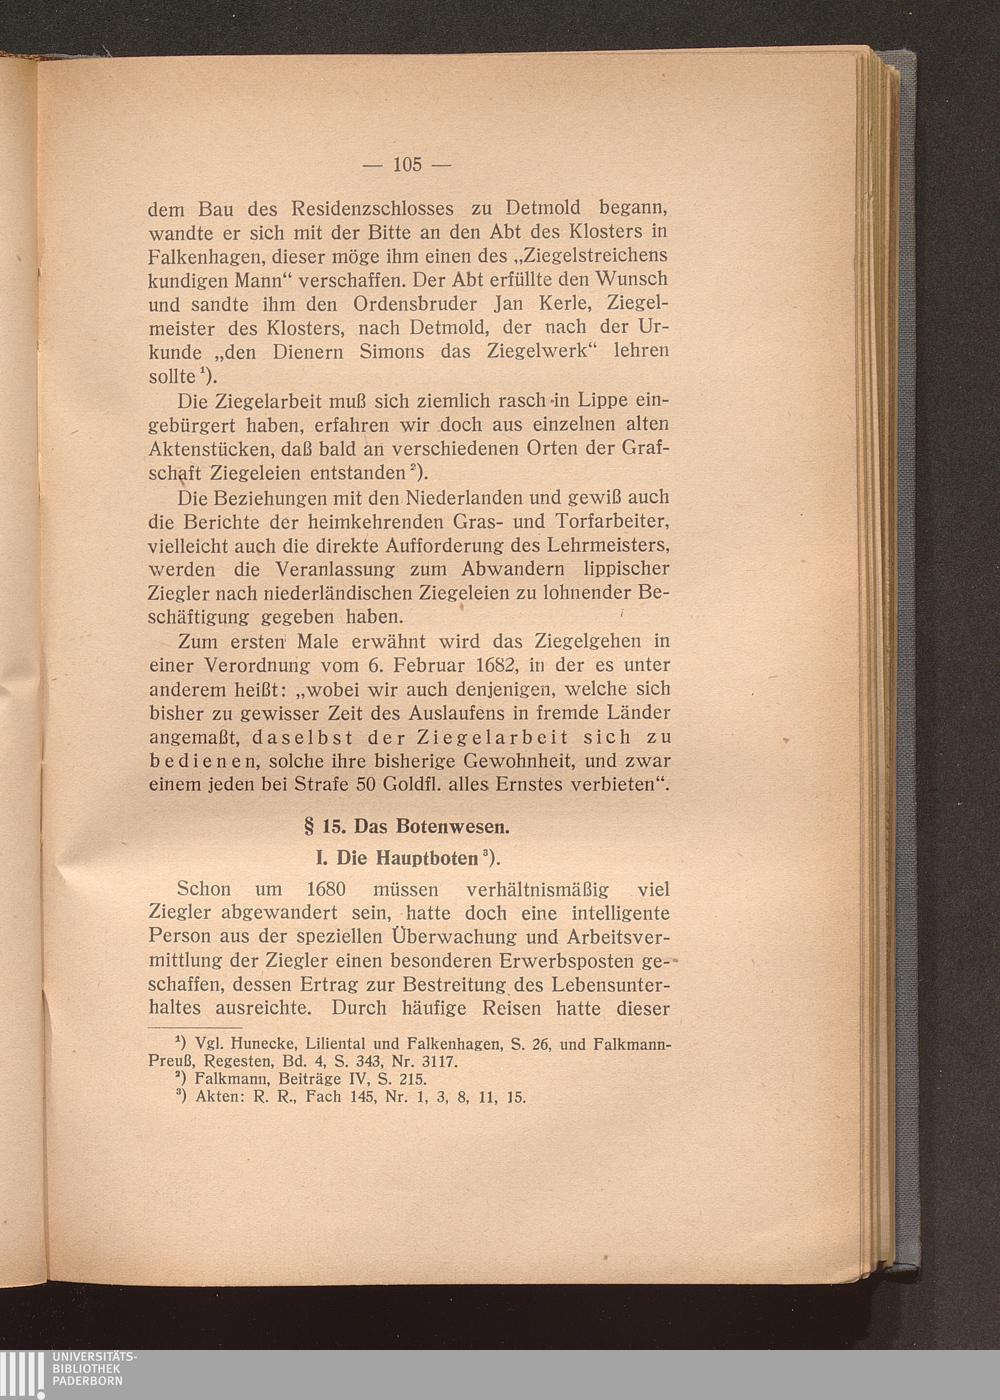 — 105 —
dem Bau des Residenzschlosses zu Detmold begann,
wandte er sich mit der Bitte an den Abt des Klosters in
Falkenhagen, dieser möge ihm einen des „Ziegelstreichens
kundigen Mann“ verschaffen. Der Abt erfüllte den Wunsch
und sandte ihm den Ordensbruder Jan Kerle, Ziegel-
meister des Klosters, nach Detmold, der nach der Ur-
kunde „den Dienern Simons das Ziegelwerk“ lehren
sollte ¹).
Die Ziegelarbeit muß sich ziemlich rasch in Lippe ein-
gebürgert haben, erfahren wir doch aus einzelnen alten
Aktenstücken, daß bald an verschiedenen Orten der Graf-
schaft Ziegeleien entstanden ²).
Die Beziehungen mit den Niederlanden und gewiß auch
die Berichte der heimkehrenden Gras- und Torfarbeiter,
vielleicht auch die direkte Aufforderung des Lehrmeisters,
werden die Veranlassung zum Abwandern lippischer
Ziegler nach niederländischen Ziegeleien zu lohnender Be-
schäftigung gegeben haben.
Zum ersten Male erwähnt wird das Ziegelgehen in
einer Verordnung vom 6. Februar 1682, in der es unter
anderem heißt: „wobei wir auch denjenigen, welche sich
bisher zu gewisser Zeit des Auslaufens in fremde Länder
angemaßt, daselbst der Ziegelarbeit sich zu
bedienen, solche ihre bisherige Gewohnheit, und zwar
einem jeden bei Strafe 50 Goldfl. alles Ernstes verbieten“.
§ 15. Das Botenwesen.
I. Die Hauptboten ³).
Schon um 1680 müssen verhältnismäßig viel
Ziegler abgewandert sein, hatte doch eine intelligente
Person aus der speziellen Überwachung und Arbeitsver-
mittlung der Ziegler einen besonderen Erwerbsposten ge-
schaffen, dessen Ertrag zur Bestreitung des Lebensunter-
haltes ausreichte. Durch häufige Reisen hatte dieser
¹) Vgl. Hunecke, Liliental und Falkenhagen, S. 26, und Falkmann-
Preuß, Regesten, Bd. 4, S. 343, Nr. 3117.
²) Falkmann, Beiträge IV, S. 215.
³) Akten: R. R., Fach 145, Nr. 1, 3, 8, 11, 15.
UNIVERSITÄTS-
BIBLIOTHEK
PADERBORN